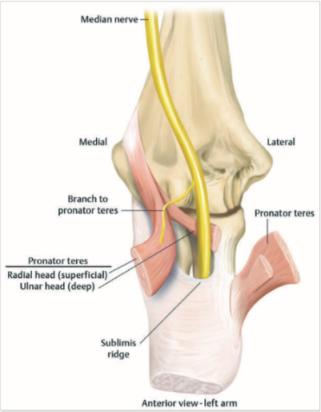 Median nerve
Medial
Lateral
Branch to
pronator teres
Pronator teres
Pronator teres
Radial head (superficial)
Ulnar head (deep)
Sublimis
ridge
Anterior view - left arm